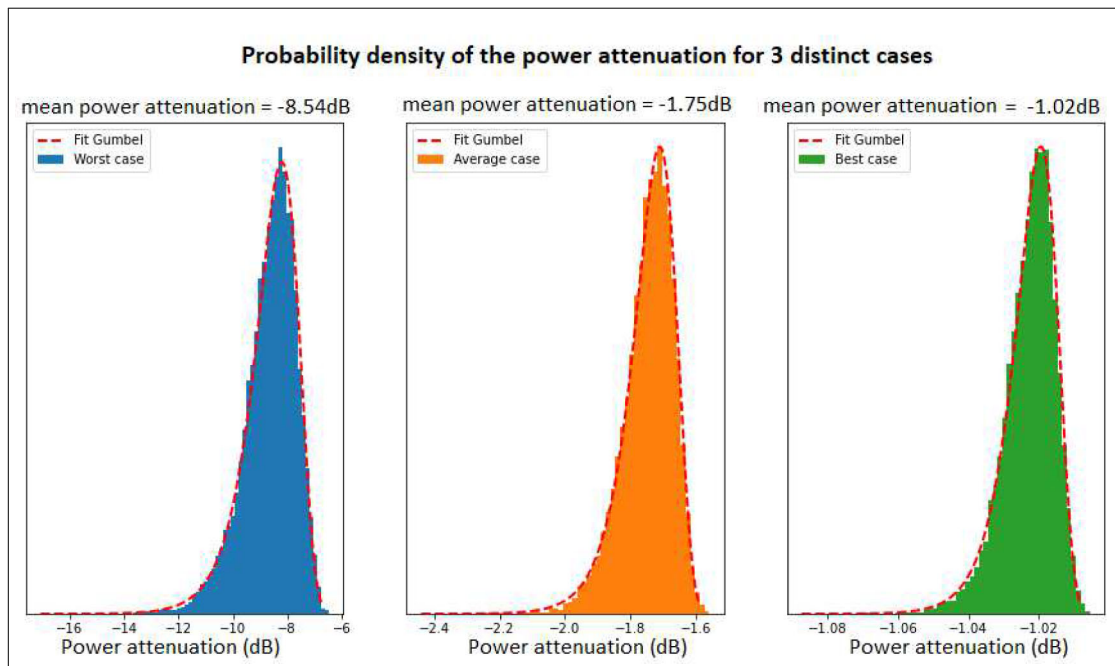 Probability density of the power attenuation for 3 distinct cases
mean power attenuation = -8.54dB
Fit Gumbel
Worst case
−16 −14 −12 −10 −8 −6
Power attenuation (dB)
mean power attenuation = -1.75dB
Fit Gumbel
Average case
−2.4 −2.2 −2.0 −1.8 −1.6
Power attenuation (dB)
mean power attenuation = -1.02dB
Fit Gumbel
Best case
−1.08 −1.06 −1.04 −1.02
Power attenuation (dB)